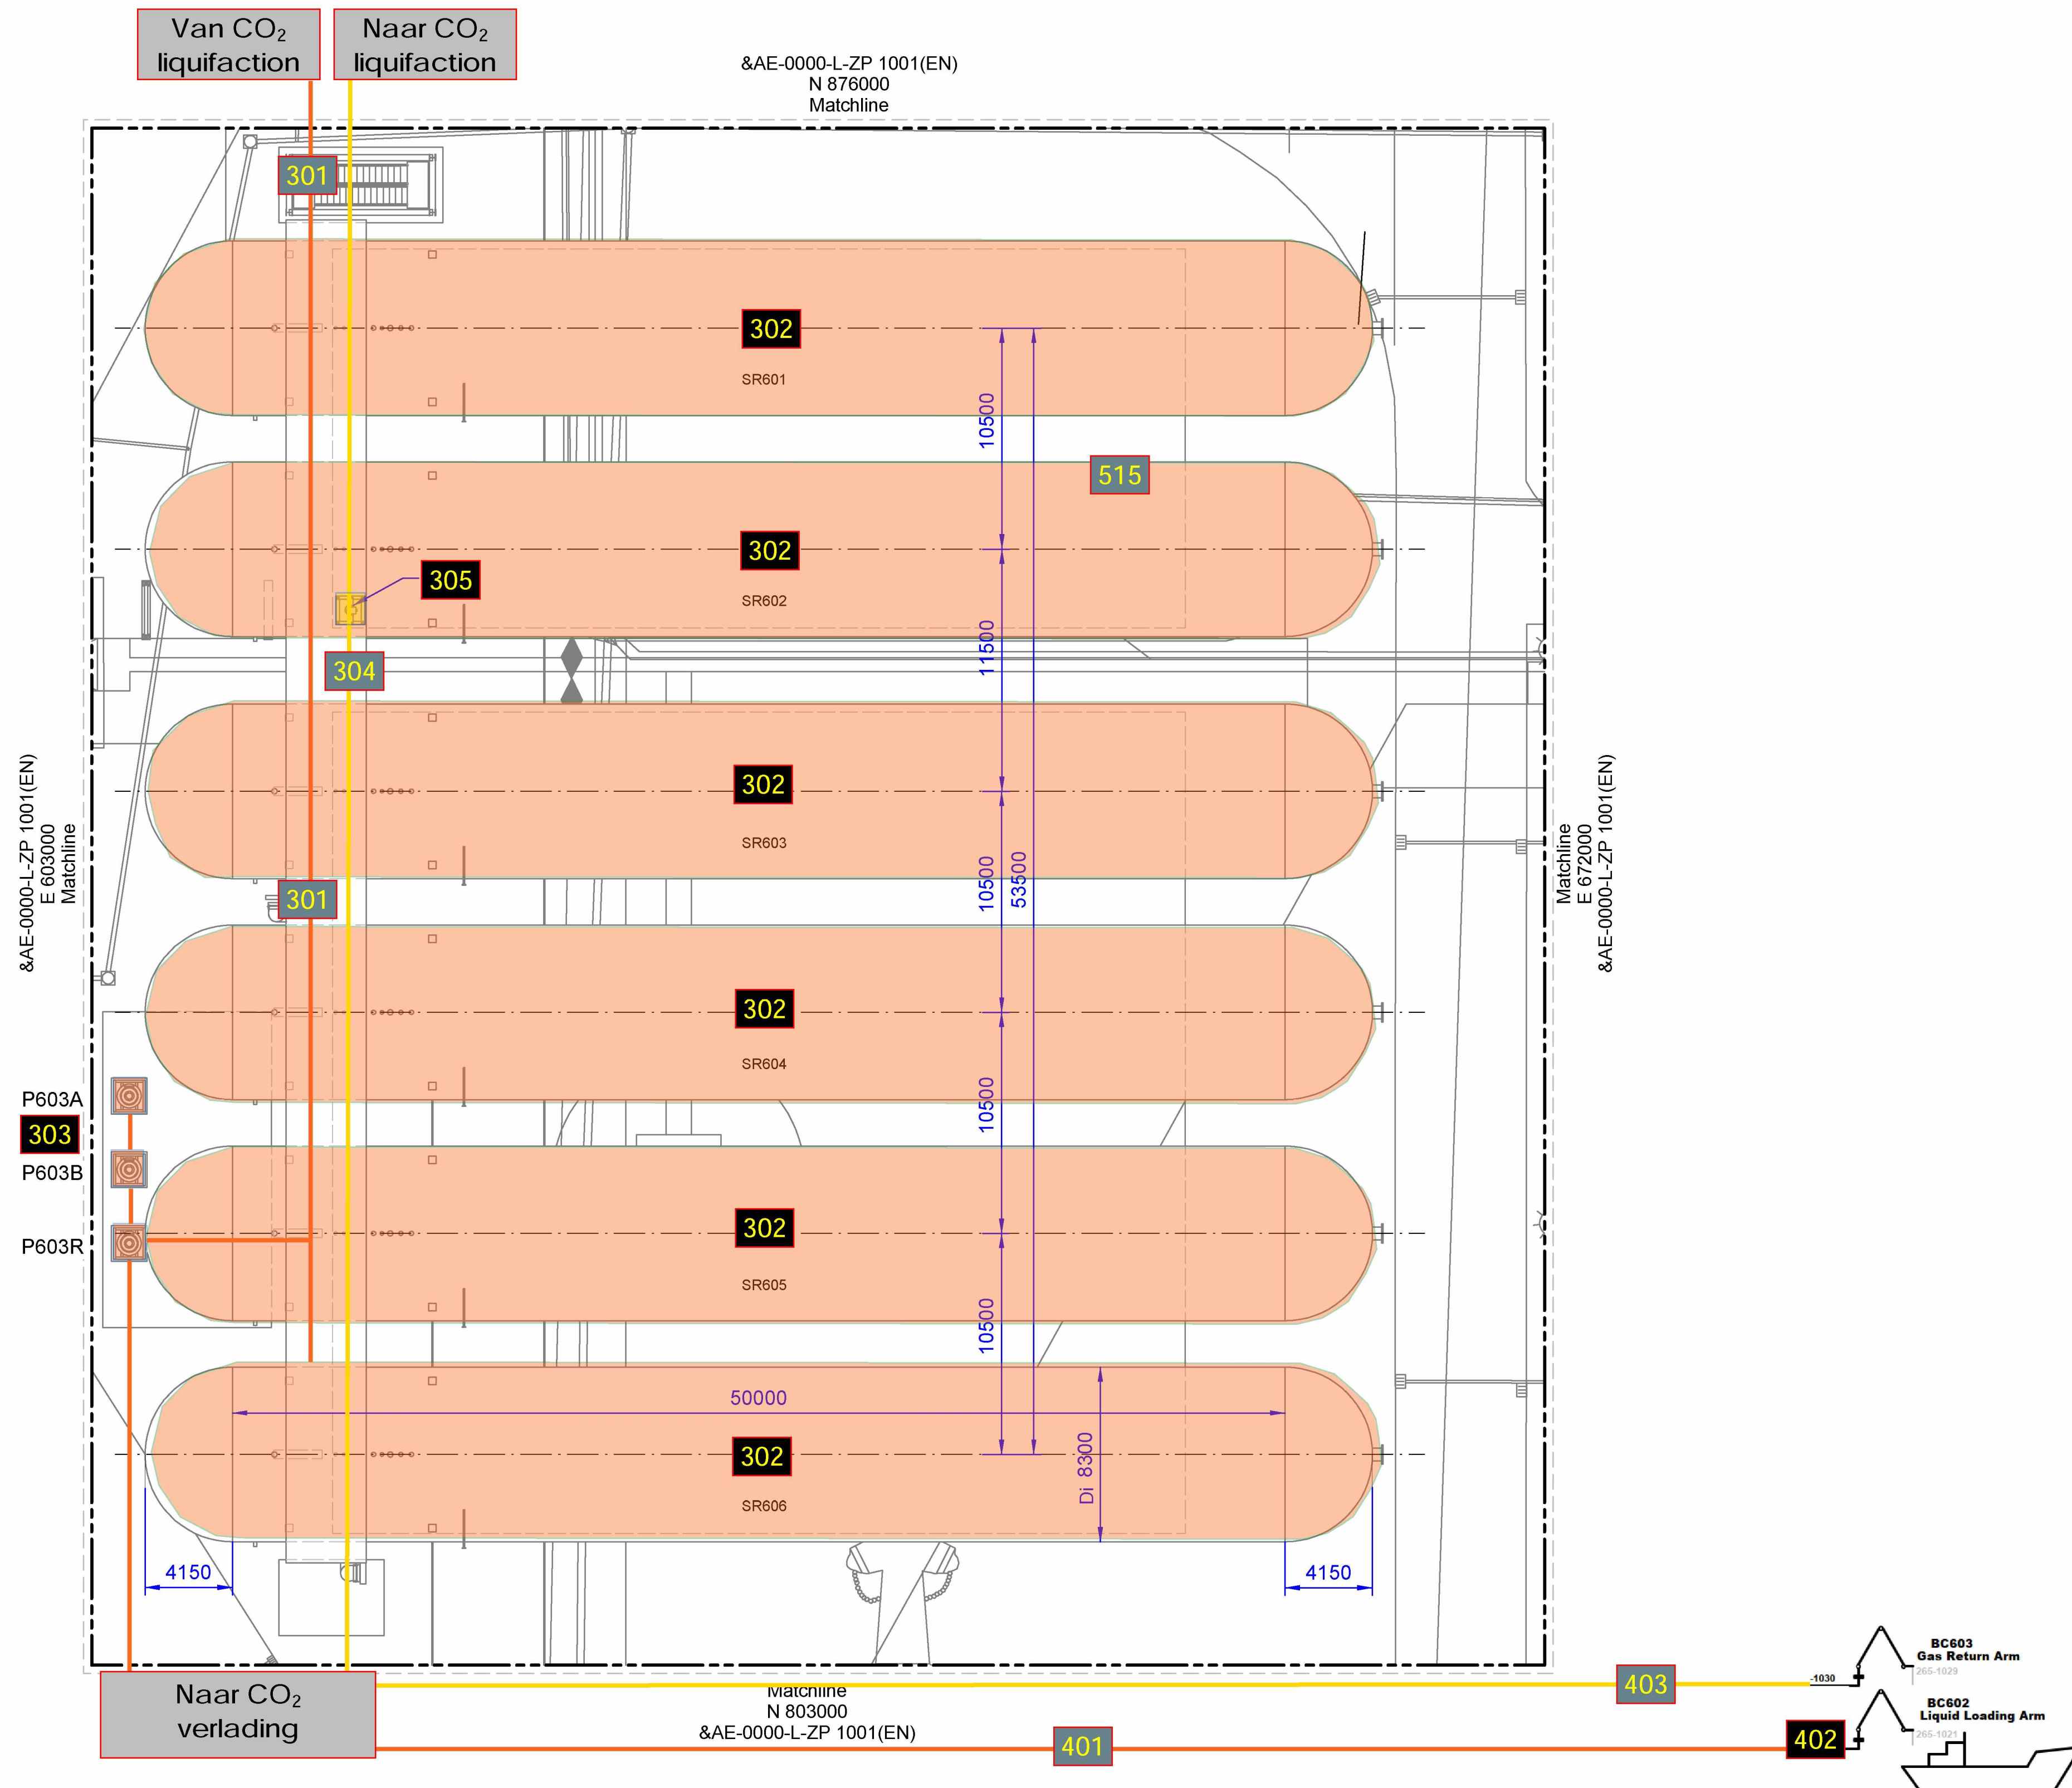 Van CO₂
liquifaction
Naar CO₂
liquifaction
&AE-0000-L-ZP 1001(EN)
N 876000
Matchline
301
302
SR601
10500
515
302
305
SR602
11500
304
302
SR603
&AE-0000-L-ZP 1001(EN)
E 603000
Matchline
Matchline
E 672000
&AE-0000-L-ZP 1001(EN)
10500
53500
301
302
SR604
P603A
303
P603B
P603R
10500
302
SR605
10500
50000
302
Di 8300
SR606
4150
4150
Naar CO₂
verlading
Matchline
N 803000
&AE-0000-L-ZP 1001(EN)
403
-1030
BC603
Gas Return Arm
265-1029
401
402
BC602
Liquid Loading Arm
265-1021